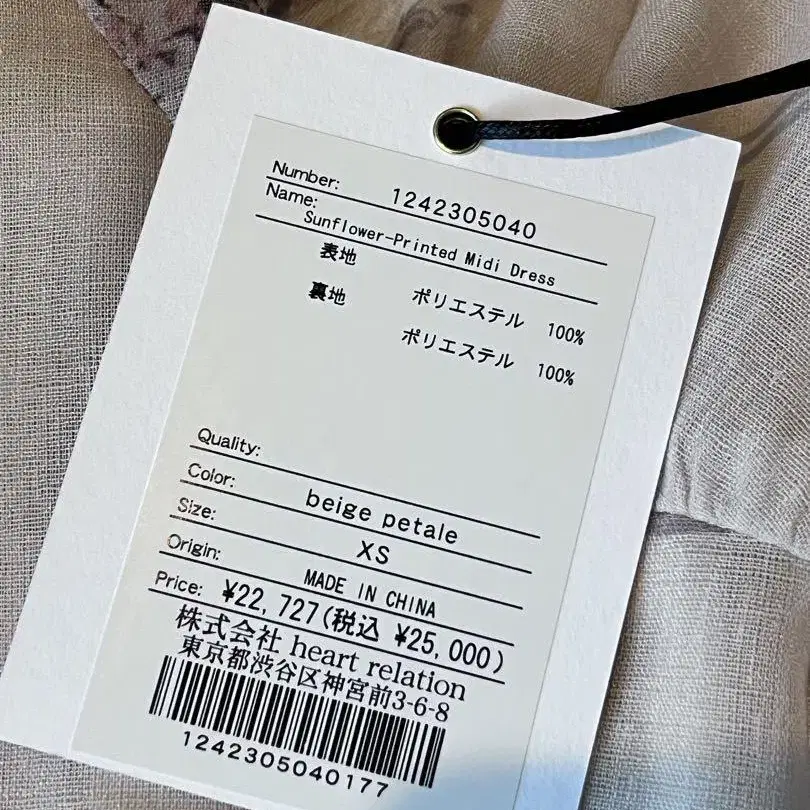 Number: 1242305040
Name: Sunflower-Printed Midi Dress
表地 ポリエステル 100%
裏地 ポリエステル 100%
Quality:
Color: beige petale
Size: XS
Origin: MADE IN CHINA
Price: ¥22,727(税込 ¥25,000)
株式会社 heart relation
東京都渋谷区神宮前3-6-8
1242305040177